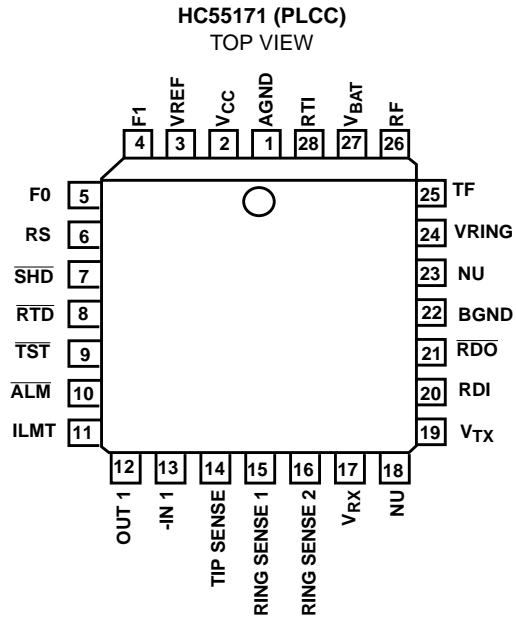 HC55171 (PLCC)
TOP VIEW
F1
VREF
VCC
AGND
RTI
VBAT
RF
4
3
2
1
28
27
26
F0 5
RS 6
SHD 7
RTD 8
TST 9
ALM 10
ILMT 11
25 TF
24 VRING
23 NU
22 BGND
21 RDO
20 RDI
19 VTX
12
13
14
15
16
17
18
OUT 1
-IN 1
TIP SENSE
RING SENSE 1
RING SENSE 2
VRX
NU